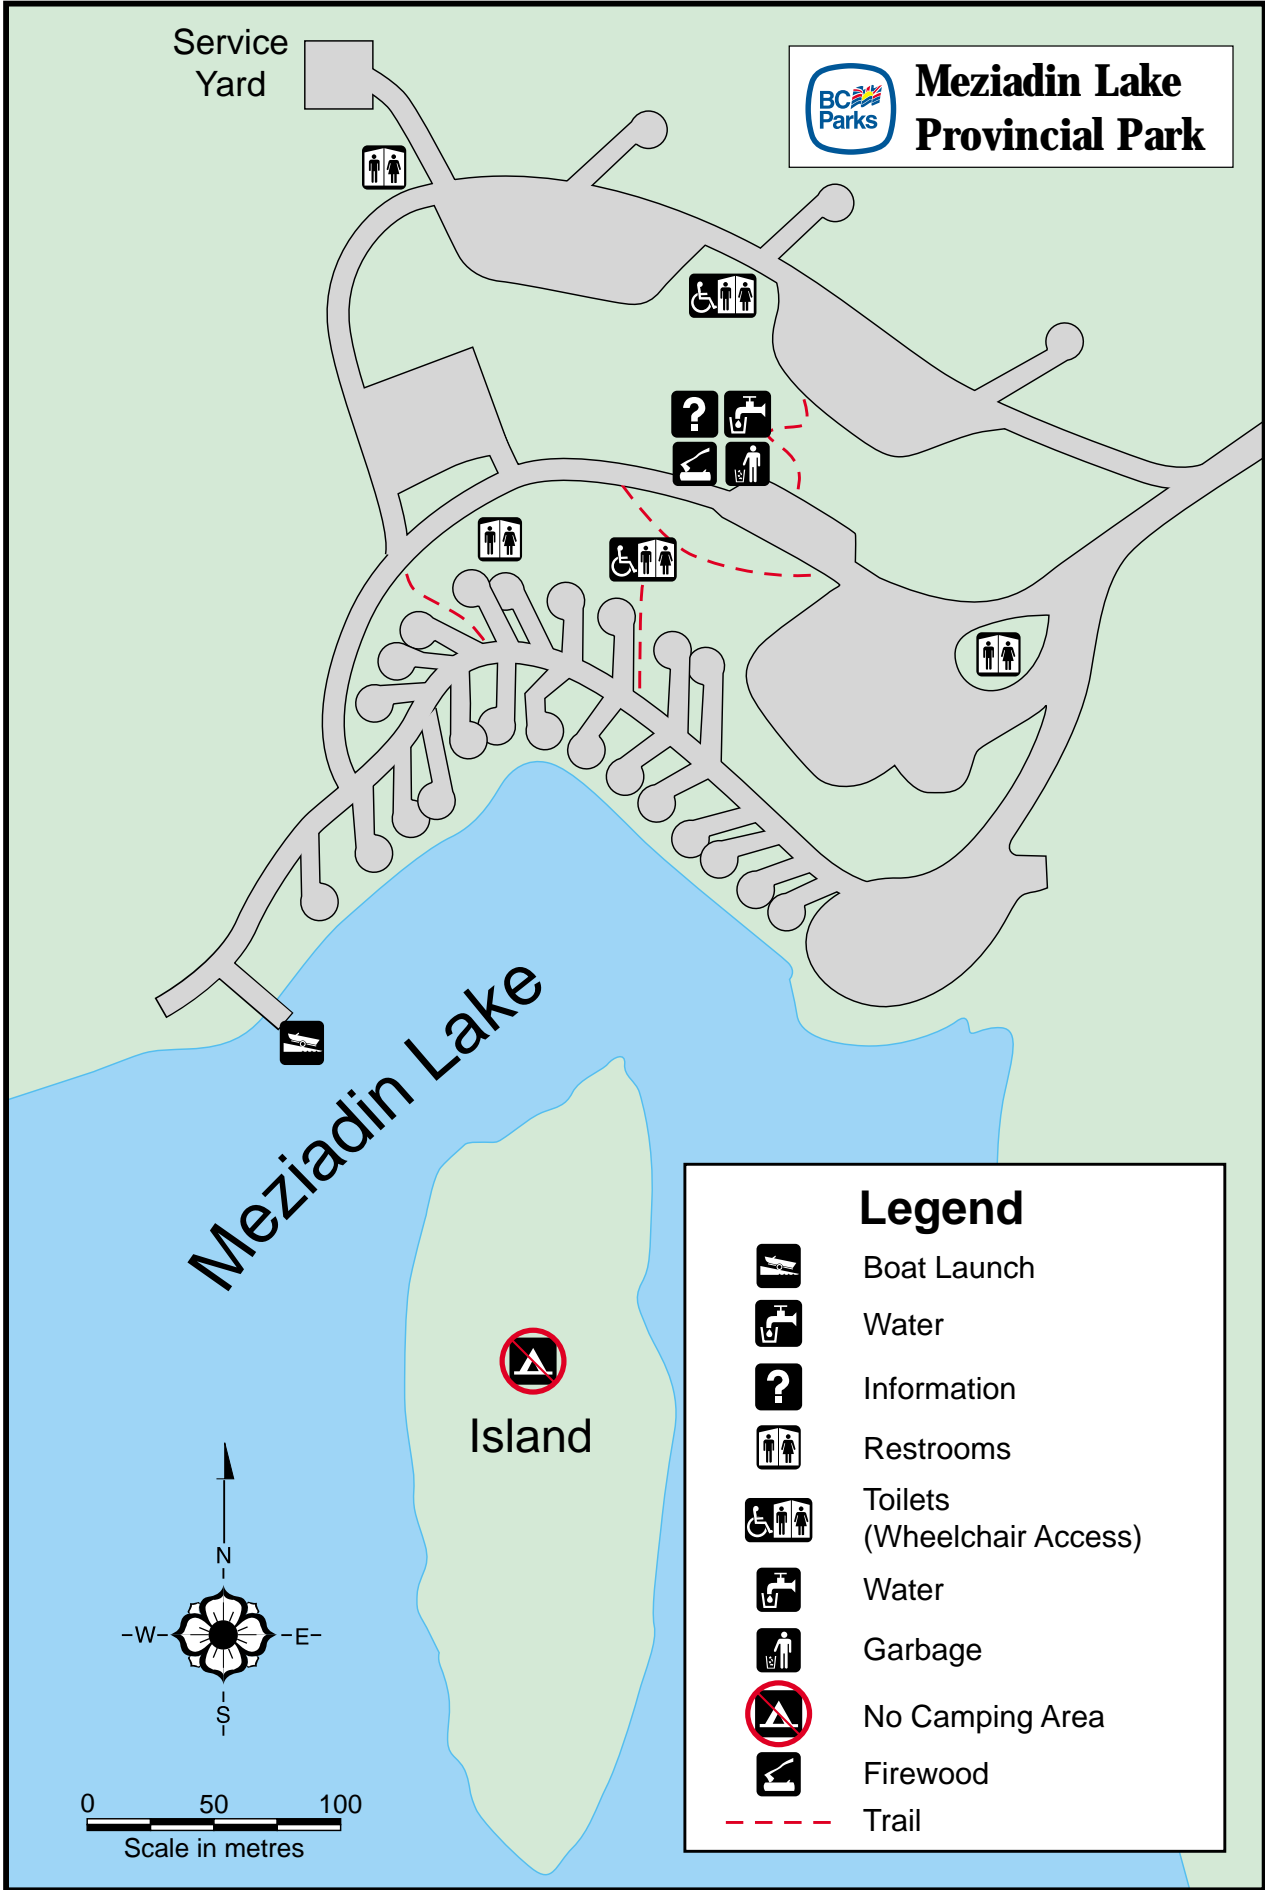 Service
Yard
BC
Parks
Meziadin Lake
Provincial Park
?
Meziadin Lake
Island
N
W
E
S
0 50 100
Scale in metres
Legend
Boat Launch
Water
? Information
Restrooms
Toilets
(Wheelchair Access)
Water
Garbage
No Camping Area
Firewood
Trail